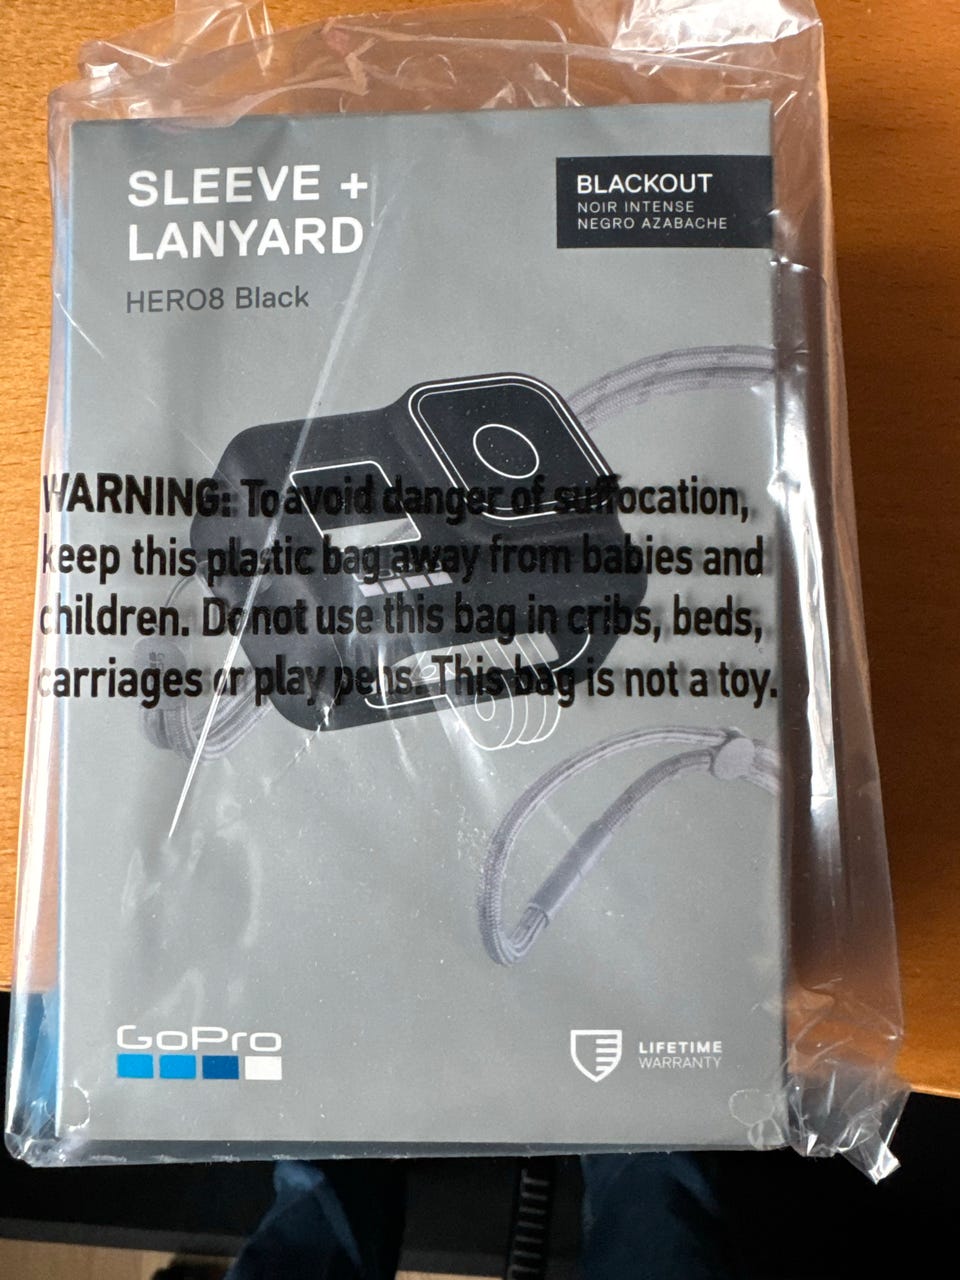 SLEEVE +
LANYARD
HERO8 Black
BLACKOUT
NOIR INTENSE
NEGRO AZABACHE
WARNING: To avoid danger of suffocation,
keep this plastic bag away from babies and
children. Do not use this bag in cribs, beds,
carriages or play pens. This bag is not a toy.
GoPro
LIFETIME
WARRANTY